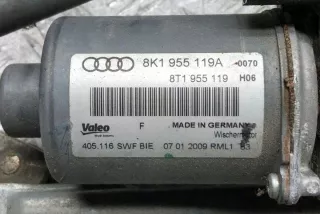 8K1 955 119A -0070
8T1 955 119 H06
Valeo F MADE IN GERMANY
Wischermotor
405.116 SWF BIE 07 01 2009 RML1 83